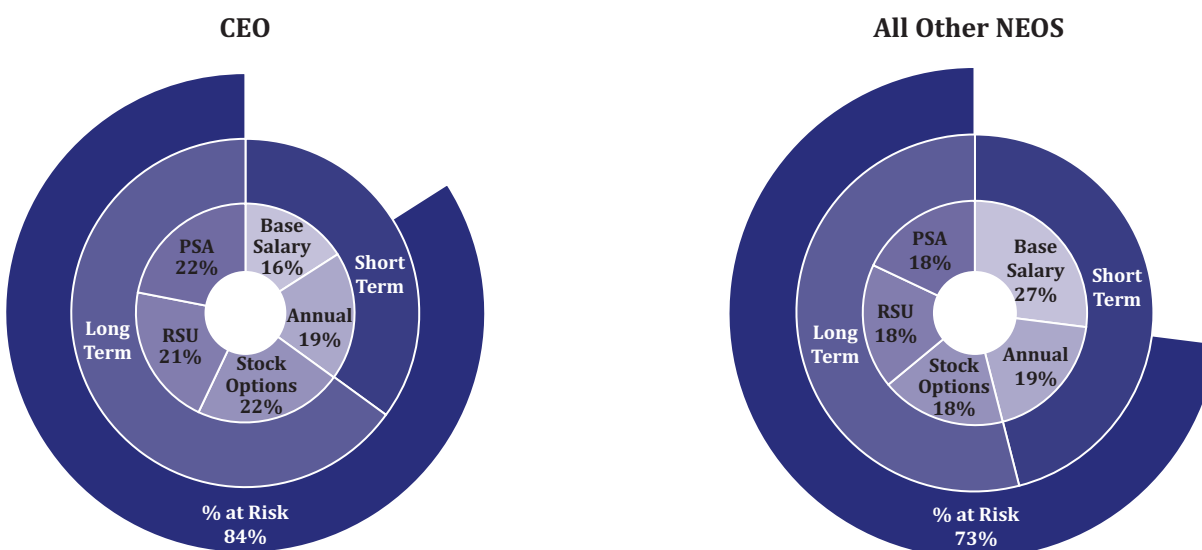 CEO
Base
Salary
16%
Annual
19%
Stock
Options
22%
RSU
21%
PSA
22%
Short
Term
Long
Term
% at Risk
84%
All Other NEOS
Base
Salary
27%
Annual
19%
Stock
Options
18%
RSU
18%
PSA
18%
Short
Term
Long
Term
% at Risk
73%